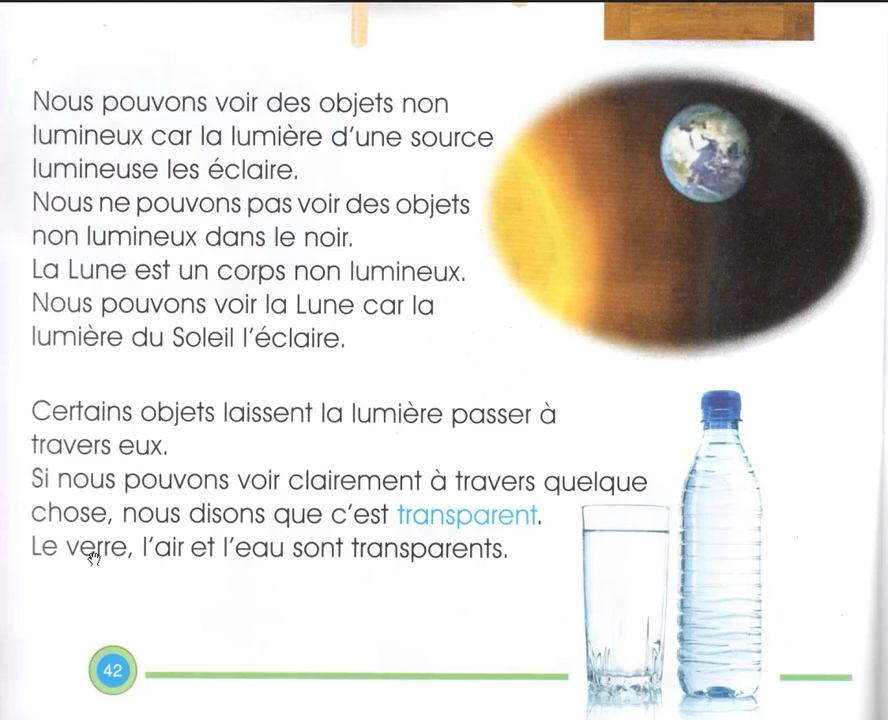 Nous pouvons voir des objets non
lumineux car la lumière d'une source
lumineuse les éclaire.
Nous ne pouvons pas voir des objets
non lumineux dans le noir.
La Lune est un corps non lumineux.
Nous pouvons voir la Lune car la
lumière du Soleil l'éclaire.
Certains objets laissent la lumière passer à
travers eux.
Si nous pouvons voir clairement à travers quelque
chose, nous disons que c'est transparent.
Le verre, l'air et l'eau sont transparents.
42